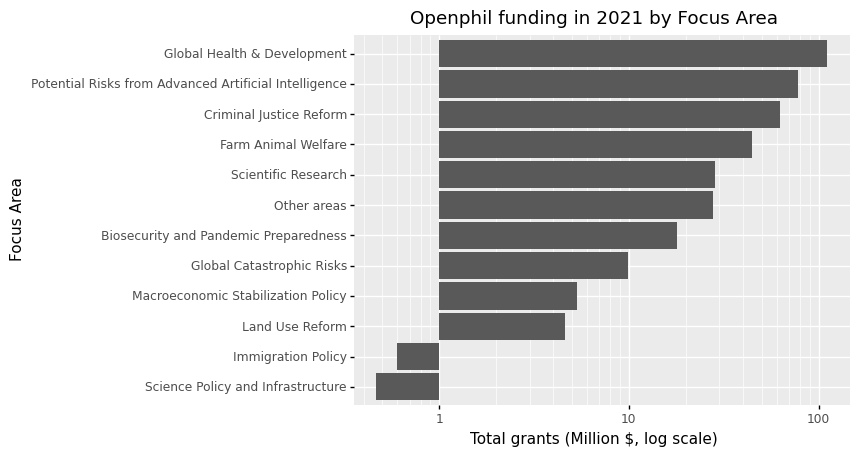 Openphil funding in 2021 by Focus Area
Global Health & Development
Potential Risks from Advanced Artificial Intelligence
Criminal Justice Reform
Farm Animal Welfare
Scientific Research
Other areas
Biosecurity and Pandemic Preparedness
Global Catastrophic Risks
Macroeconomic Stabilization Policy
Land Use Reform
Immigration Policy
Science Policy and Infrastructure
Focus Area
1 10 100
Total grants (Million $, log scale)